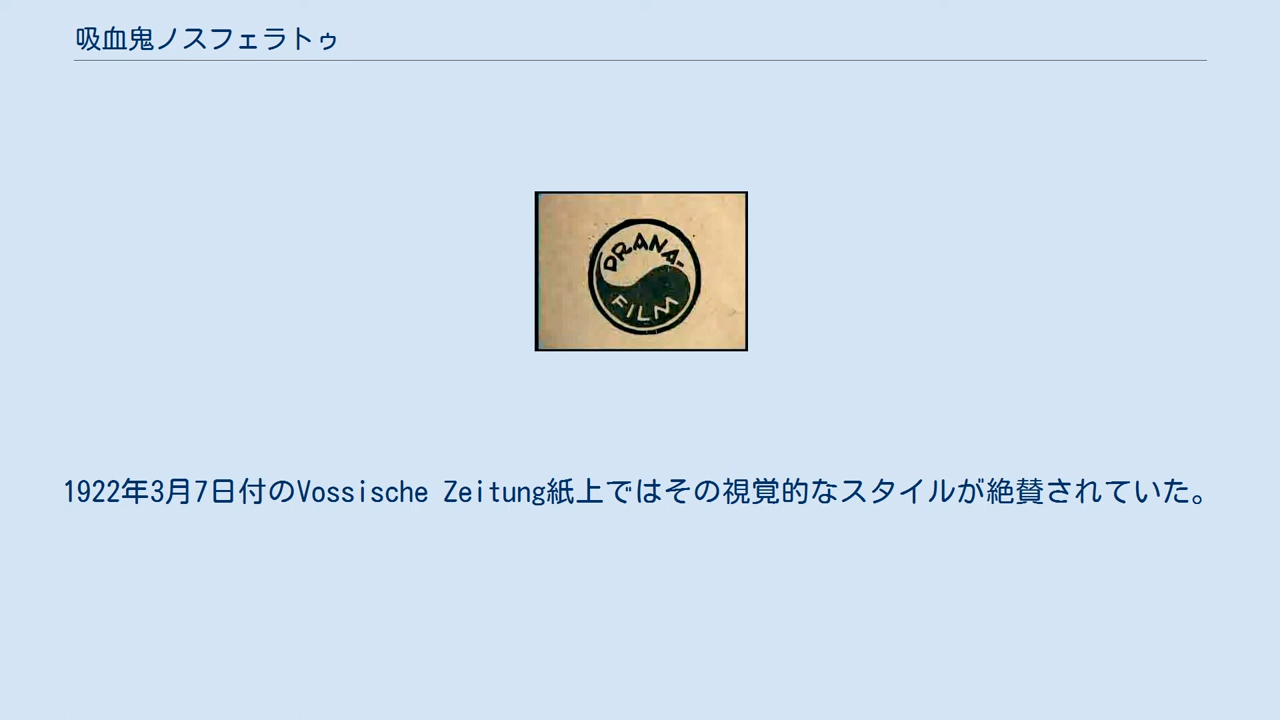 吸血鬼ノスフェラトゥ
PRANA-
FILM
1922年3月7日付のVossische Zeitung紙上ではその視覚的なスタイルが絶賛されていた。